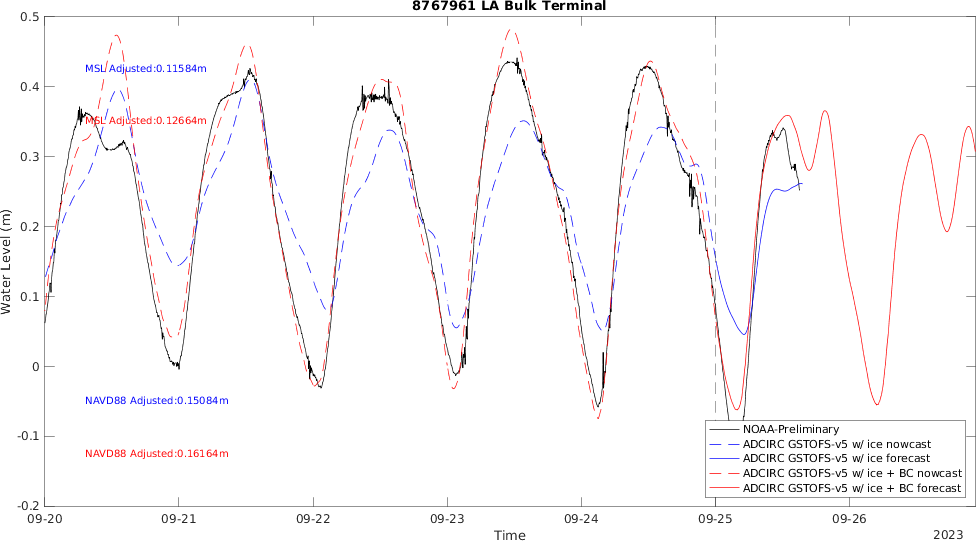 8767961 LA Bulk Terminal
0.5
0.4
0.3
0.2
0.1
0
-0.1
-0.2
Water Level (m)
MSL Adjusted:0.11584m
MSL Adjusted:0.12664m
NAVD88 Adjusted:0.15084m
NAVD88 Adjusted:0.16164m
NOAA-Preliminary
ADCIRC GSTOFS-v5 w/ ice nowcast
ADCIRC GSTOFS-v5 w/ ice forecast
ADCIRC GSTOFS-v5 w/ ice + BC nowcast
ADCIRC GSTOFS-v5 w/ ice + BC forecast
09-20 09-21 09-22 09-23 09-24 09-25 09-26
Time
2023